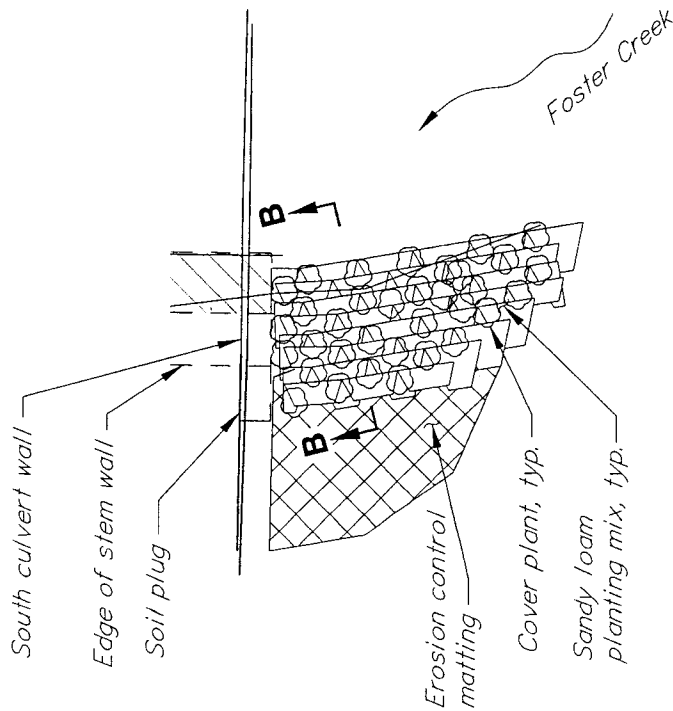 South culvert wall
Edge of stem wall
Soil plug
B
B
Foster Creek
Erosion control
matting
Cover plant, typ.
Sandy loam
planting mix, typ.